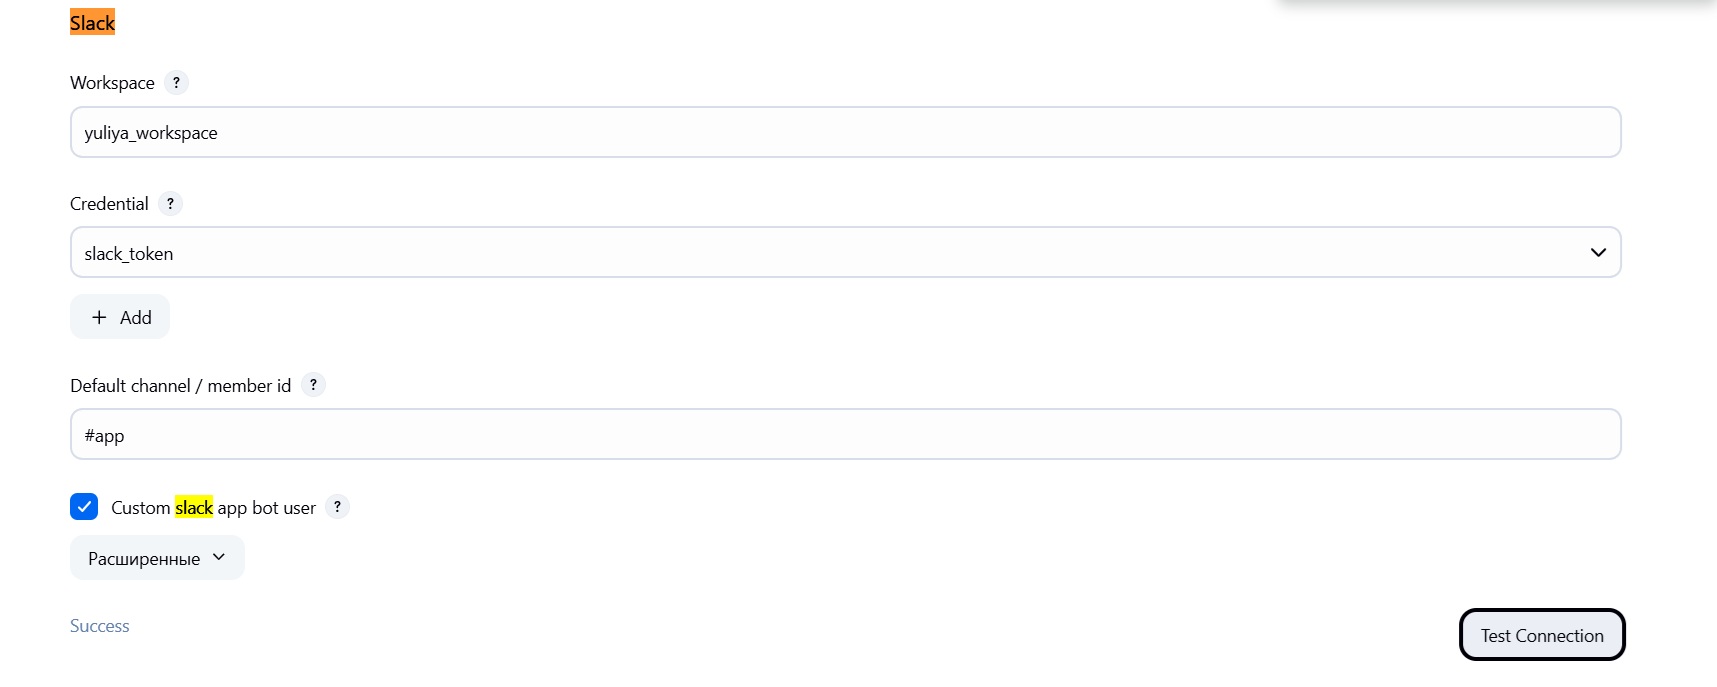 Slack
Workspace ?
yuliya_workspace
Credential ?
slack_token
+ Add
Default channel / member id ?
#app
Custom slack app bot user ?
Расширенные
Success
Test Connection